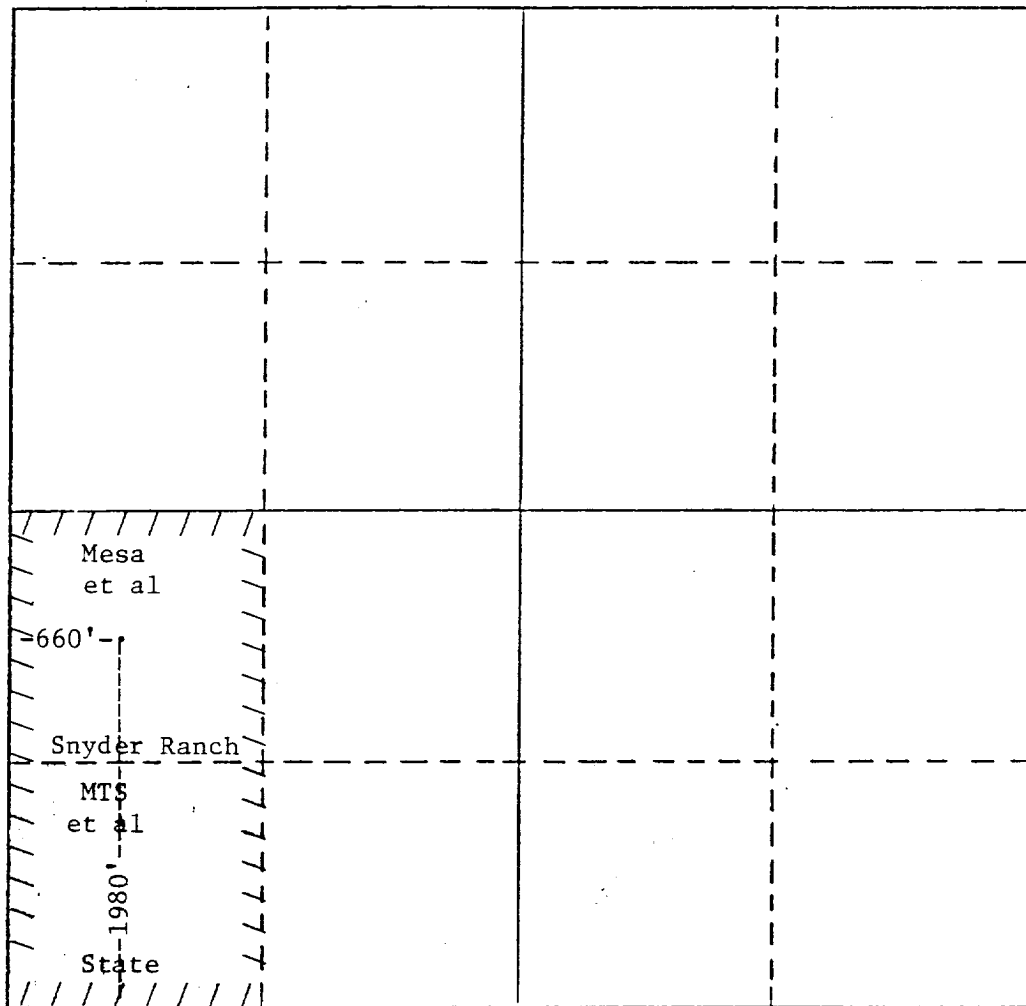 Mesa
et al
660'
Snyder Ranch
MTS
et al
1980'
State